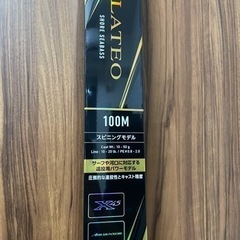 LATEO
SHORE SEABASS
100M
スピニングモデル
Cast Wt. 10 - 50 g
Line 10 - 20 lb. / PE # 0.8 - 2.0
サーフや河口に対応する
遠投用パワーモデル
圧倒的な遠投性とキャスト精度
X45